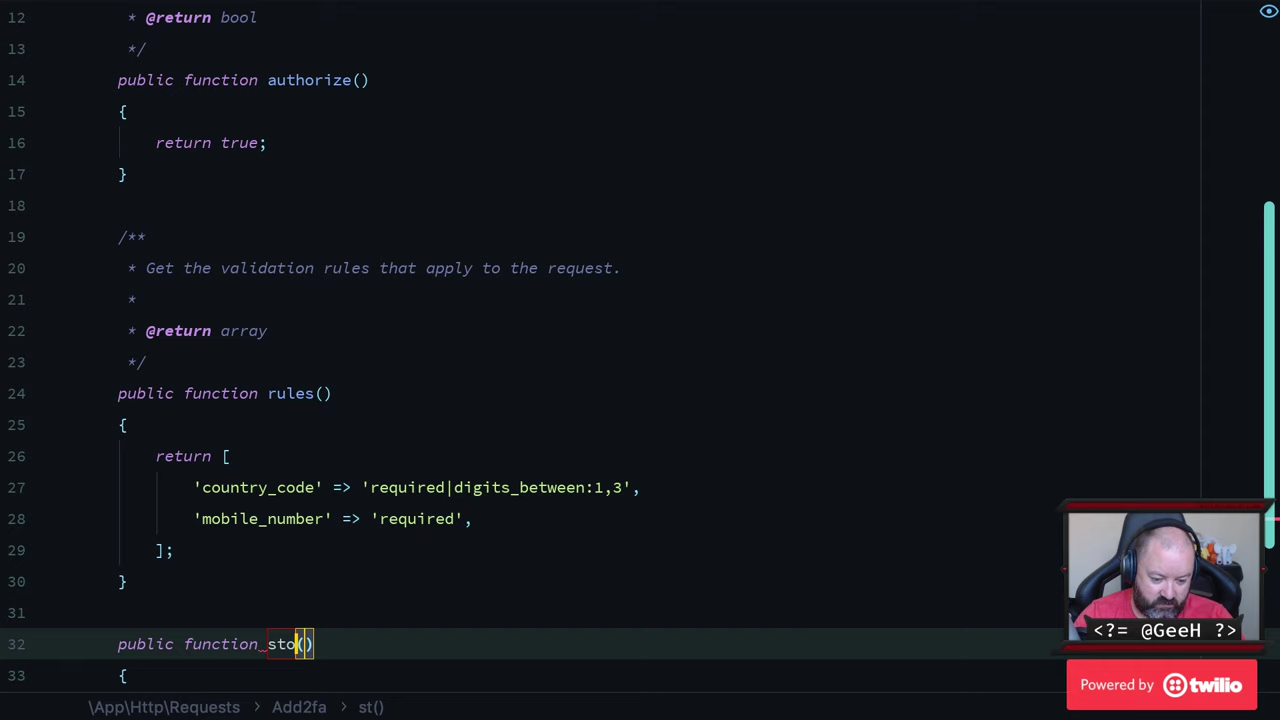 12 * @return bool
13 */
14 public function authorize()
15 {
16 return true;
17 }
18
19 /**
20 * Get the validation rules that apply to the request.
21 *
22 * @return array
23 */
24 public function rules()
25 {
26 return [
27 'country_code' => 'required|digits_between:1,3',
28 'mobile_number' => 'required',
29 ];
30 }
31
32 public function sto()
33 {
\App\Http\Requests > Add2fa > st()
<?= @GeeH ?>
Powered by twilio